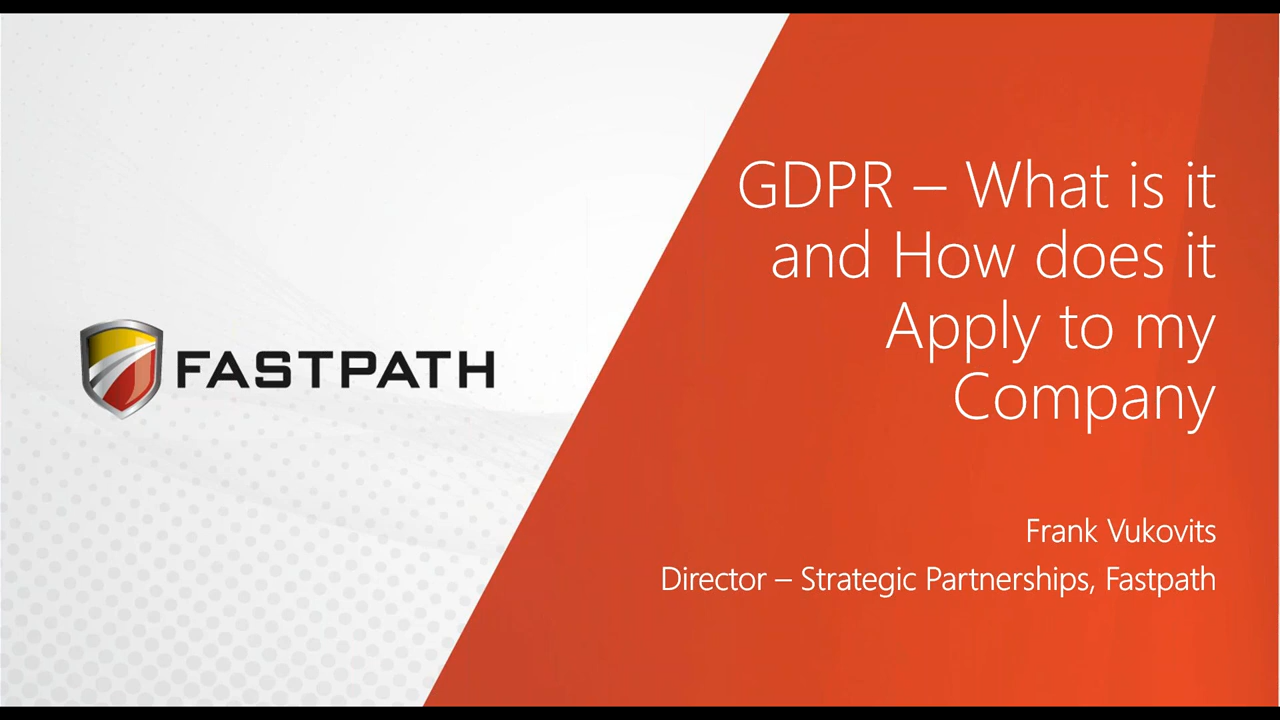 FASTPATH
GDPR – What is it
and How does it
Apply to my
Company
Frank Vukovits
Director – Strategic Partnerships, Fastpath